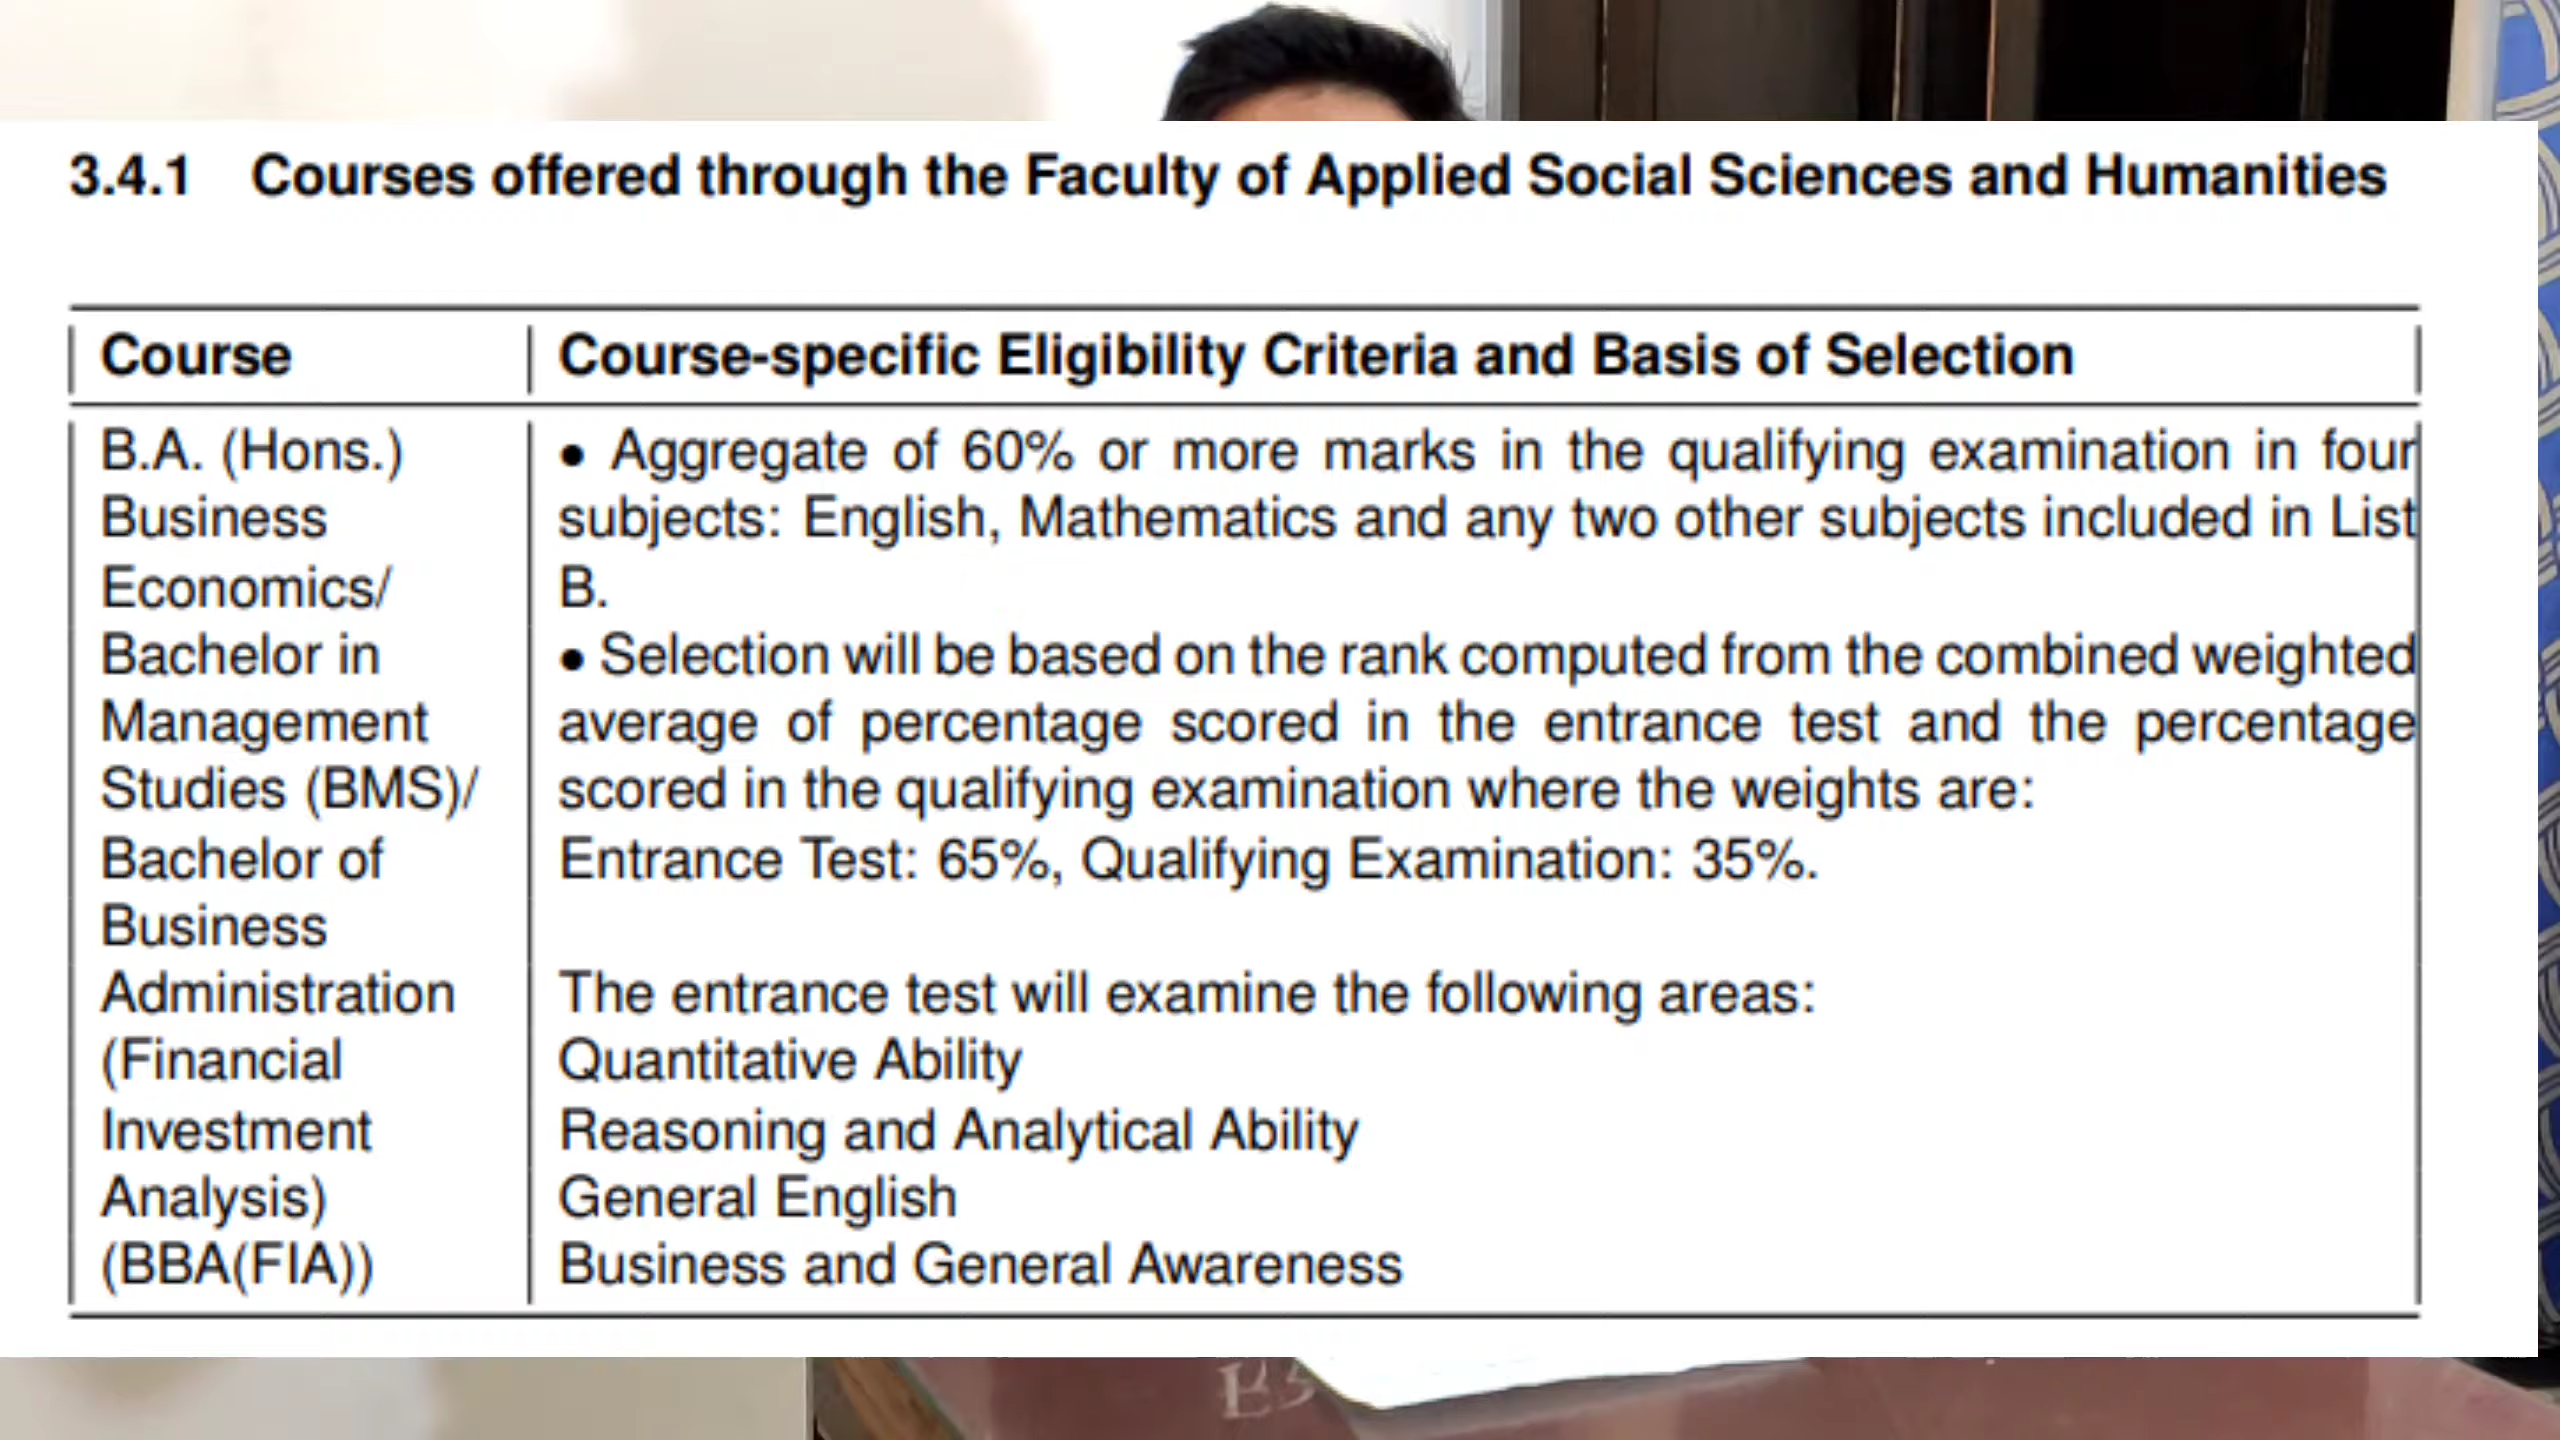 3.4.1 Courses offered through the Faculty of Applied Social Sciences and Humanities
Course
Course-specific Eligibility Criteria and Basis of Selection
B.A. (Hons.)
Business
Economics/
Bachelor in
Management
Studies (BMS)/
Bachelor of
Business
Administration
(Financial
Investment
Analysis)
(BBA(FIA))
• Aggregate of 60% or more marks in the qualifying examination in four
subjects: English, Mathematics and any two other subjects included in List
B.
• Selection will be based on the rank computed from the combined weighted
average of percentage scored in the entrance test and the percentage
scored in the qualifying examination where the weights are:
Entrance Test: 65%, Qualifying Examination: 35%.
The entrance test will examine the following areas:
Quantitative Ability
Reasoning and Analytical Ability
General English
Business and General Awareness